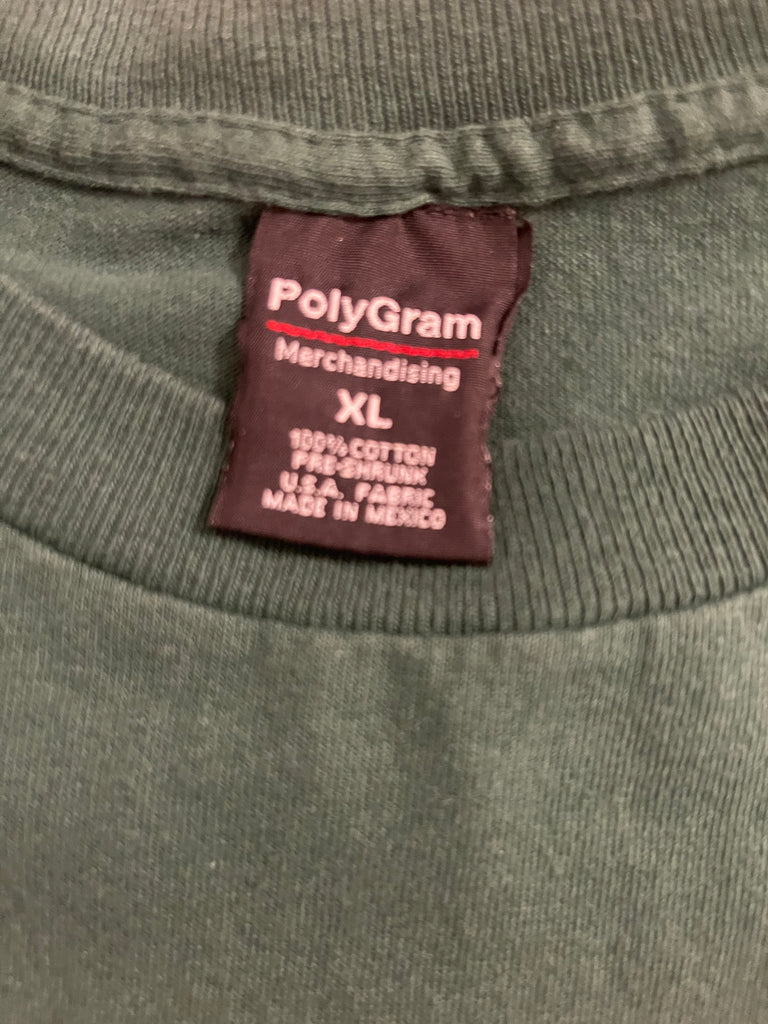 PolyGram
Merchandising
XL
100% COTTON
PRE-SHRUNK
U.S.A. FABRIC
MADE IN MEXICO